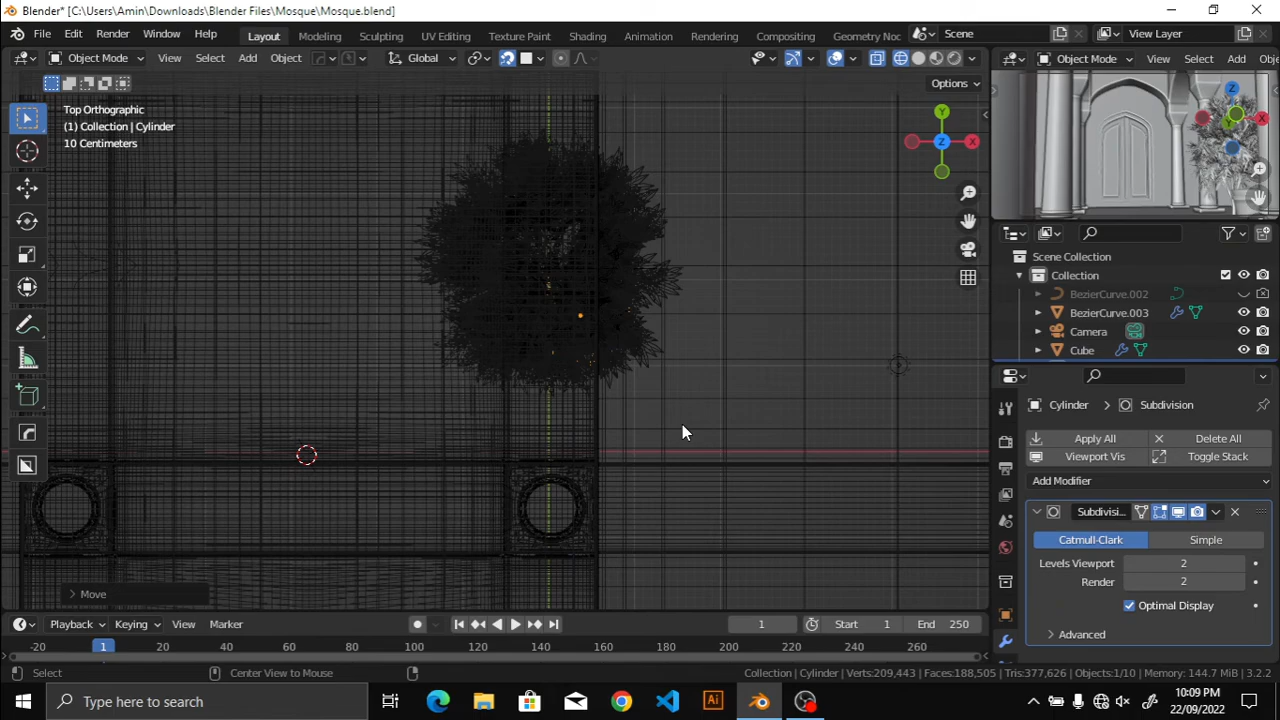 Blender* [C:\Users\Amin\Downloads\Blender Files\Mosque\Mosque.blend]
File Edit Render Window Help
Layout Modeling Sculpting UV Editing Texture Paint Shading Animation Rendering Compositing Geometry Noc
Scene
View Layer
Object Mode View Select Add Object
Global
Object Mode View Select Add Ob
Options
Top Orthographic
(1) Collection | Cylinder
10 Centimeters
Y
Z
X
Z
Y
X
Scene Collection
Collection
BezierCurve.002
BezierCurve.003
Camera
Cube
Cylinder
Subdivision
Apply All
Delete All
Viewport Vis
Toggle Stack
Add Modifier
Subdivisi...
Catmull-Clark Simple
Levels Viewport 2
Render 2
Optimal Display
Advanced
Move
Playback Keying View Marker
1
Start 1
End 250
-20 1 20 40 60 80 100 120 140 160 180 200 220 240 260
Select
Center View to Mouse
Collection | Cylinder | Verts:209,443 | Faces:188,505 | Tris:377,626 | Objects:1/10 | Memory: 144.7 MiB | 3.2.2
Type here to search
Ai
10:09 PM
22/09/2022